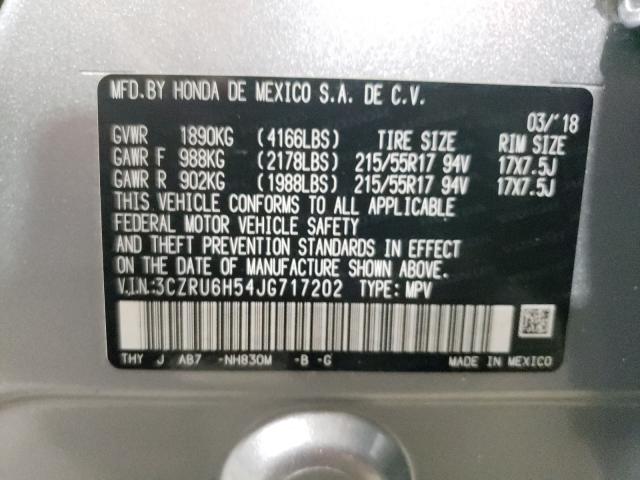 MFD. BY HONDA DE MEXICO S.A. DE C.V.
03/'18
GVWR 1890KG (4166LBS) TIRE SIZE RIM SIZE
GAWR F 988KG (2178LBS) 215/55R17 94V 17X7.5J
GAWR R 902KG (1988LBS) 215/55R17 94V 17X7.5J
THIS VEHICLE CONFORMS TO ALL APPLICABLE
FEDERAL MOTOR VEHICLE SAFETY
AND THEFT PREVENTION STANDARDS IN EFFECT
ON THE DATE OF MANUFACTURE SHOWN ABOVE.
V.I.N.:3CZRU6H54JG717202 TYPE: MPV
THY J AB7 -NH830M -B -G MADE IN MEXICO